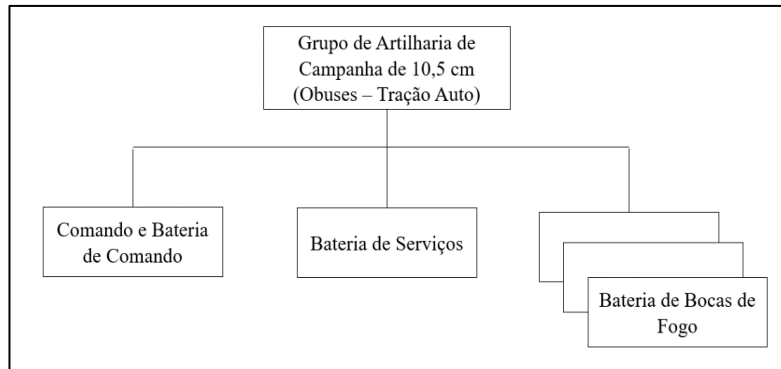 Grupo de Artilharia de
Campanha de 10,5 cm
(Obuses – Tração Auto)
Comando e Bateria
de Comando
Bateria de Serviços
Bateria de Bocas de
Fogo